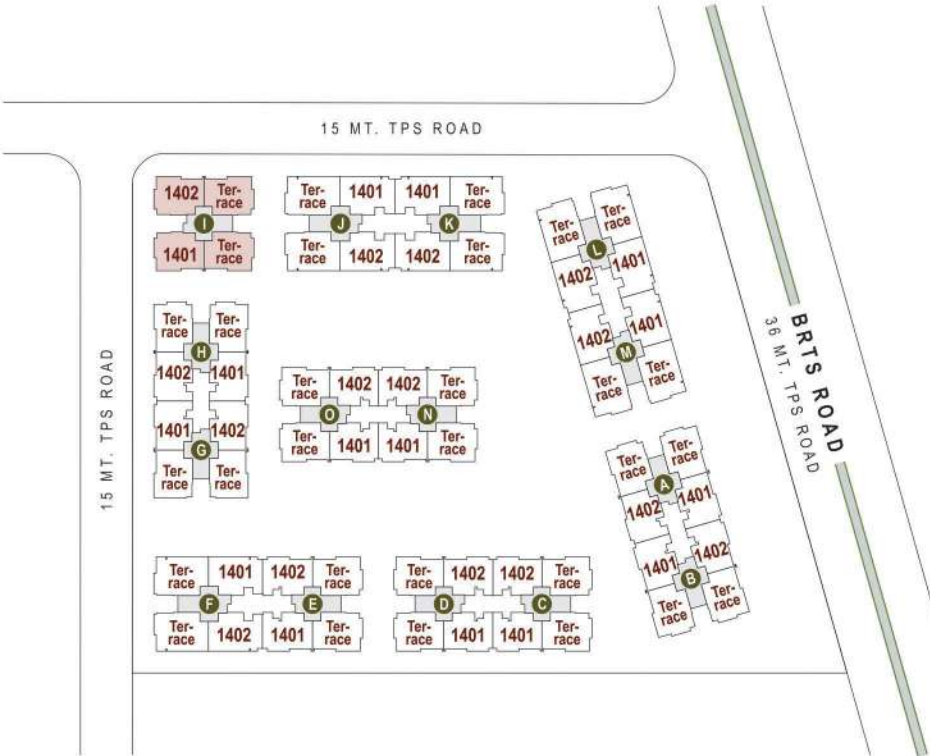 15 MT. TPS ROAD
1402 Ter-
race
I
1401 Ter-
race
Ter-
race 1401 1401 Ter-
race
J K
Ter-
race 1402 1402 Ter-
race
Ter-
race Ter-
race
L
1402 1401
1402 1401
M
Ter-
race Ter-
race
Ter-
race Ter-
race
H
1402 1401
1401 1402
G
Ter-
race Ter-
race
Ter-
race 1402 1402 Ter-
race
O N
Ter-
race 1401 1401 Ter-
race
BRTS ROAD
36 MT. TPS ROAD
15 MT. TPS ROAD
Ter-
race Ter-
race
A
1402 1401
1401 1402
B
Ter-
race Ter-
race
Ter-
race 1401 1402 Ter-
race
F E
Ter-
race 1402 1401 Ter-
race
Ter-
race 1402 1402 Ter-
race
D C
Ter-
race 1401 1401 Ter-
race